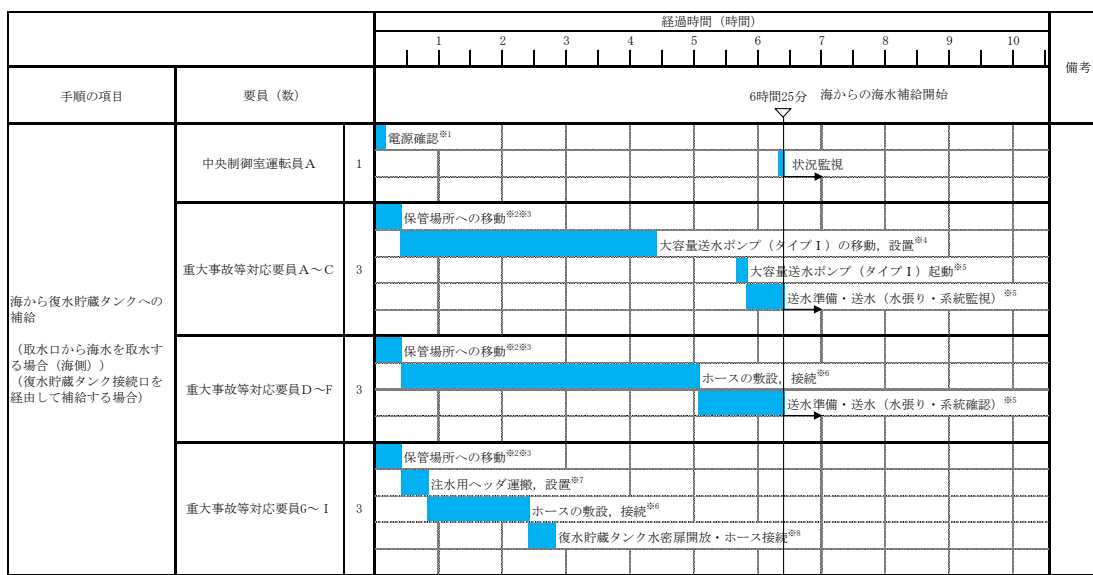 経過時間（時間）
1 2 3 4 5 6 7 8 9 10
備考
手順の項目 要員（数）
6時間25分 海からの海水補給開始
海から復水貯蔵タンクへの
補給
（取水口から海水を取水す
る場合（海側））
（復水貯蔵タンク接続口を
経由して補給する場合）
中央制御室運転員A 1
電源確認※1
状況監視
重大事故等対応要員A～C 3
保管場所への移動※2※3
大容量送水ポンプ（タイプⅠ）の移動，設置※4
大容量送水ポンプ（タイプⅠ）起動※5
送水準備・送水（水張り・系統監視）※5
重大事故等対応要員D～F 3
保管場所への移動※2※3
ホースの敷設，接続※6
送水準備・送水（水張り・系統確認）※5
重大事故等対応要員G～I 3
保管場所への移動※2※3
注水用ヘッダ運搬，設置※7
ホースの敷設，接続※6
復水貯蔵タンク水密扉開放・ホース接続※8